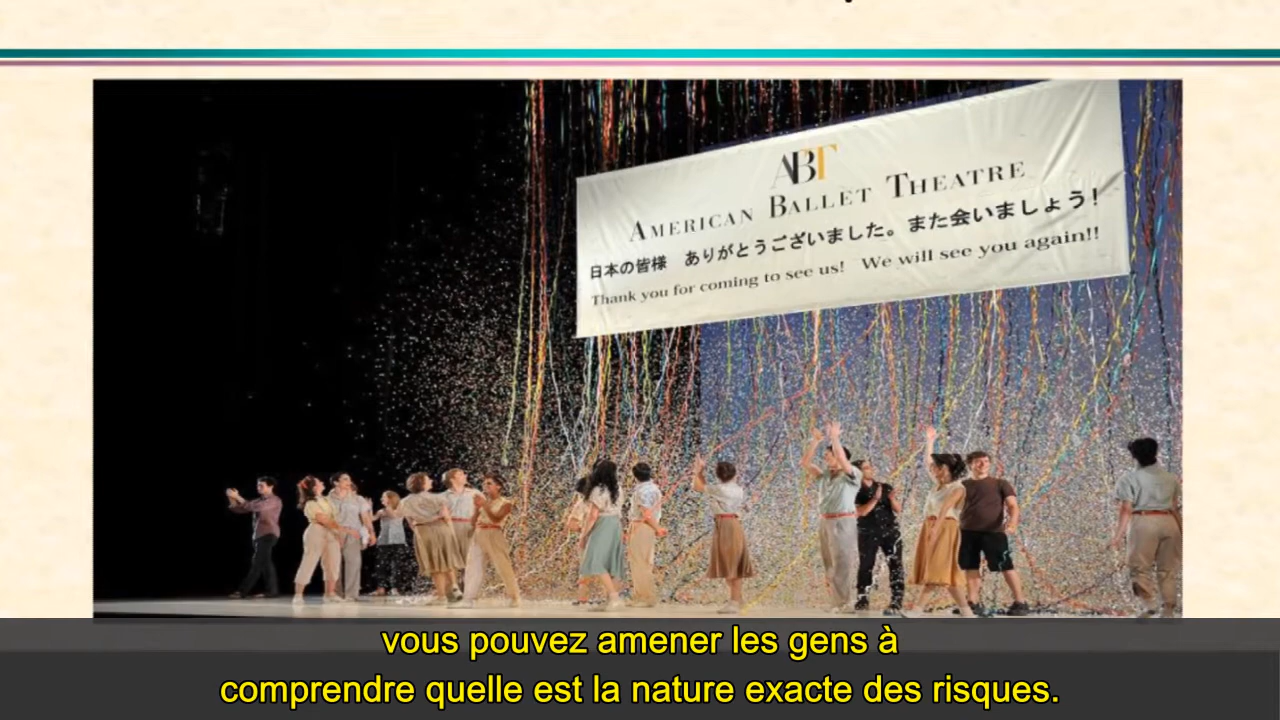 ABT
AMERICAN BALLET THEATRE
日本の皆様 ありがとうございました。また会いましょう!
Thank you for coming to see us! We will see you again!!
vous pouvez amener les gens à
comprendre quelle est la nature exacte des risques.